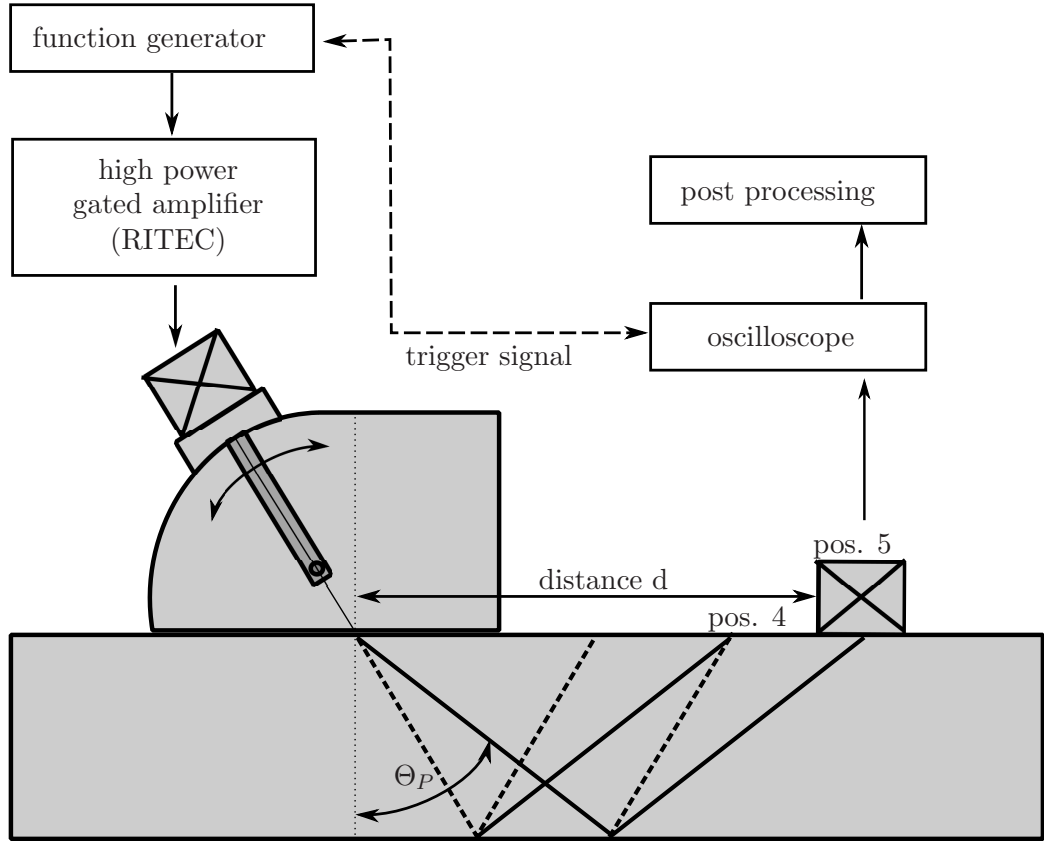 function generator
high power
gated amplifier
(RITEC)
post processing
oscilloscope
trigger signal
pos. 5
distance d
pos. 4
Θ_P